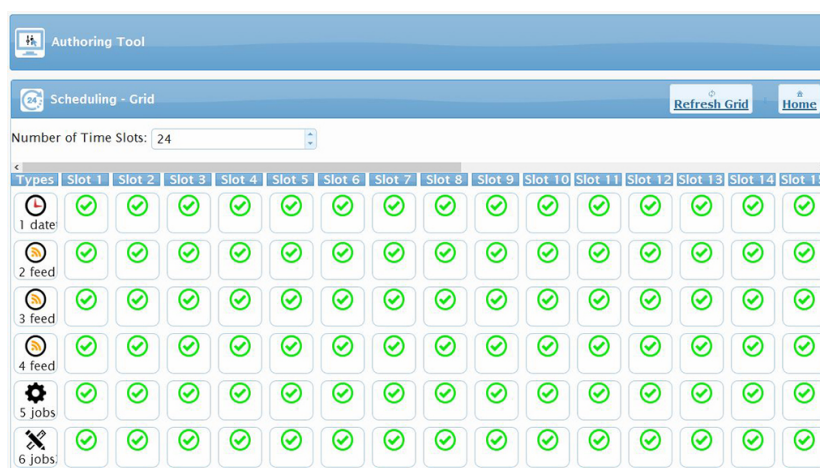 Authoring Tool
24
Scheduling - Grid
Refresh Grid
Home
Number of Time Slots: 24
<
Types Slot 1 Slot 2 Slot 3 Slot 4 Slot 5 Slot 6 Slot 7 Slot 8 Slot 9 Slot 10 Slot 11 Slot 12 Slot 13 Slot 14 Slot
1 date
2 feed
3 feed
4 feed
5 jobs
6 jobs